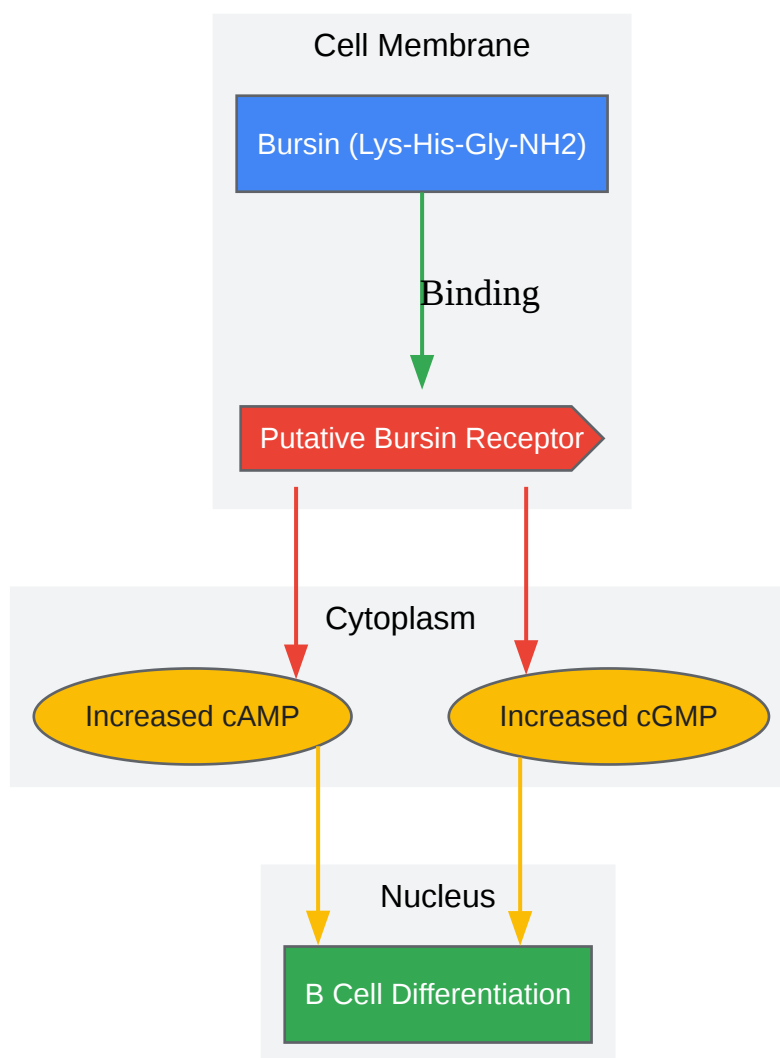 Cell Membrane
Bursin (Lys-His-Gly-NH2)
Binding
Putative Bursin Receptor
Cytoplasm
Increased cAMP
Increased cGMP
Nucleus
B Cell Differentiation